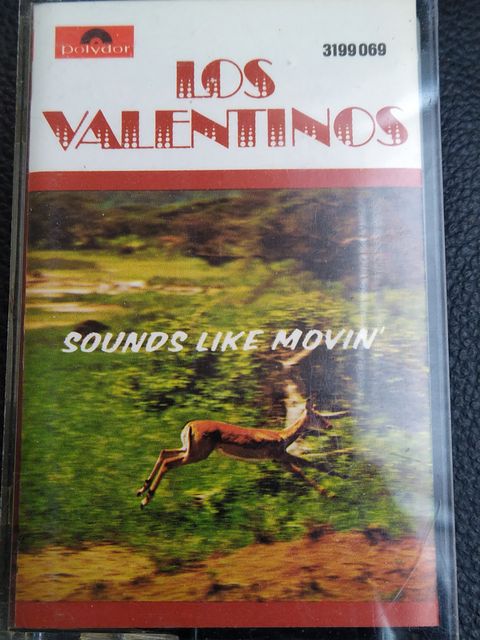 polydor
3199 069
LOS
VALENTINOS
SOUNDS LIKE MOVIN'